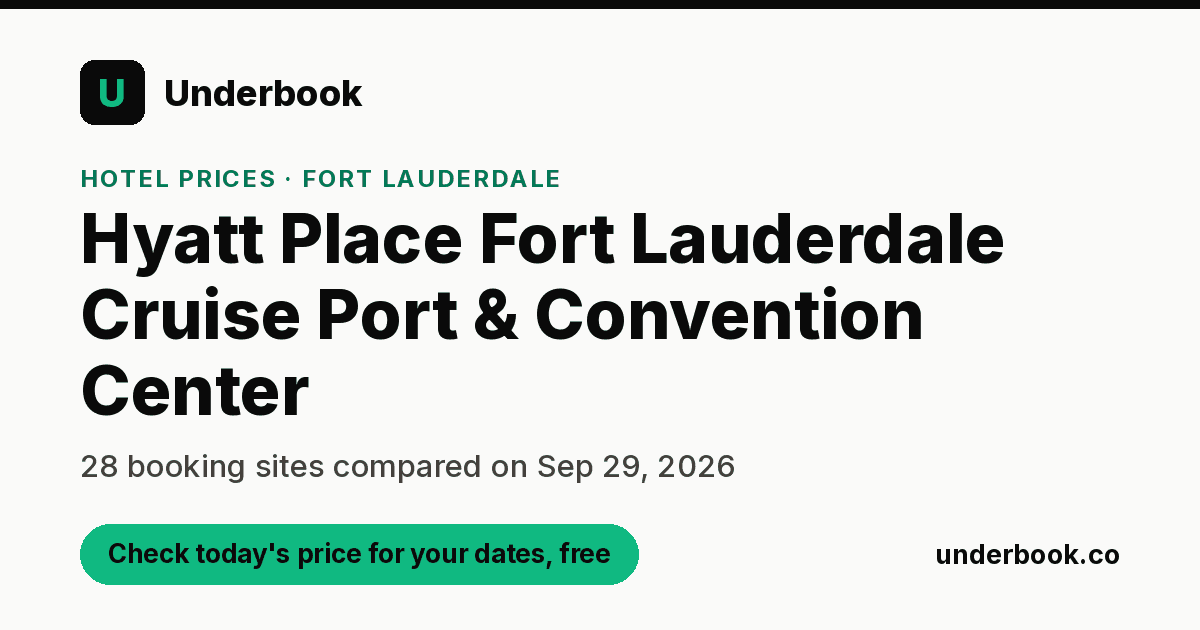 U
Underbook
HOTEL PRICES · FORT LAUDERDALE
Hyatt Place Fort Lauderdale
Cruise Port & Convention
Center
28 booking sites compared on Sep 29, 2026
Check today's price for your dates, free
underbook.co